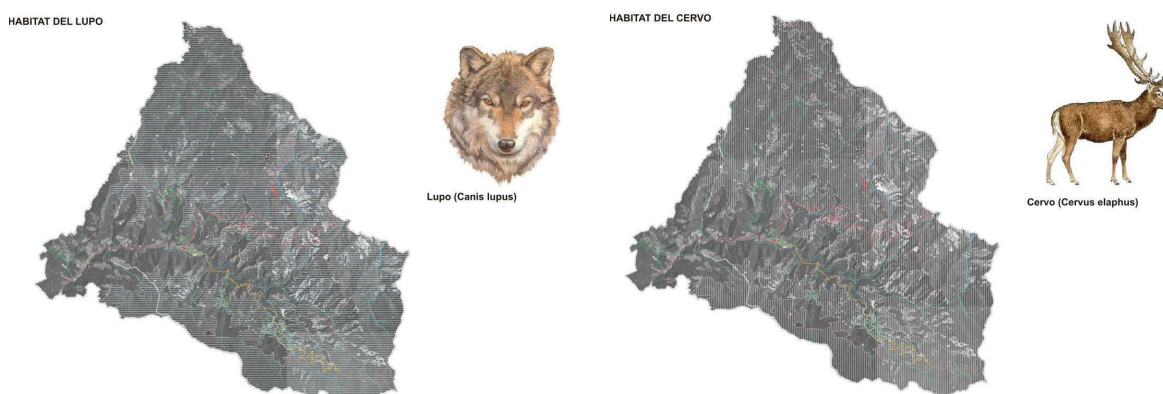 HABITAT DEL LUPO
Lupo (Canis lupus)
HABITAT DEL CERVO
Cervo (Cervus elaphus)